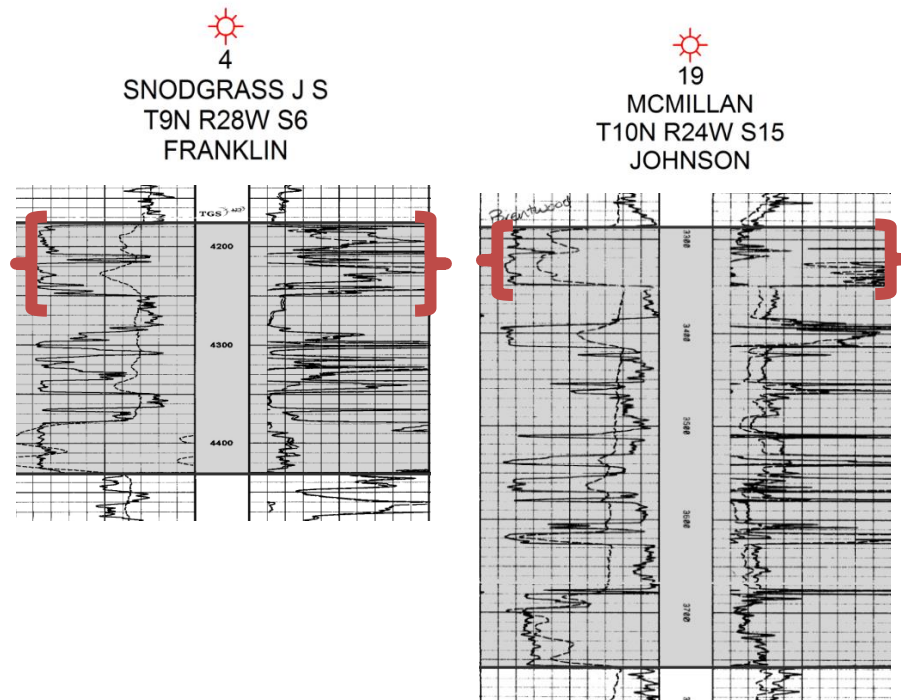 4
SNODGRASS J S
T9N R28W S6
FRANKLIN
TGS
4200
4300
4400
19
MCMILLAN
T10N R24W S15
JOHNSON
Brentwood
3300
3400
3500
3600
3700